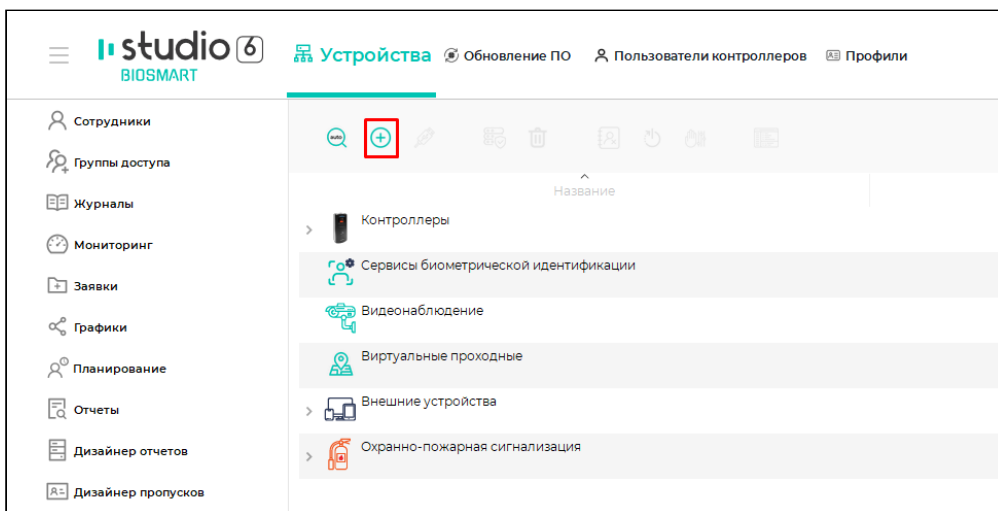 studio 6
BIOSMART
Устройства
Обновление ПО
Пользователи контроллеров
Профили
Сотрудники
Группы доступа
Журналы
Мониторинг
Заявки
Графики
Планирование
Отчеты
Дизайнер отчетов
Дизайнер пропусков
auto
Название
Контроллеры
Сервисы биометрической идентификации
Видеонаблюдение
Виртуальные проходные
Внешние устройства
Охранно-пожарная сигнализация